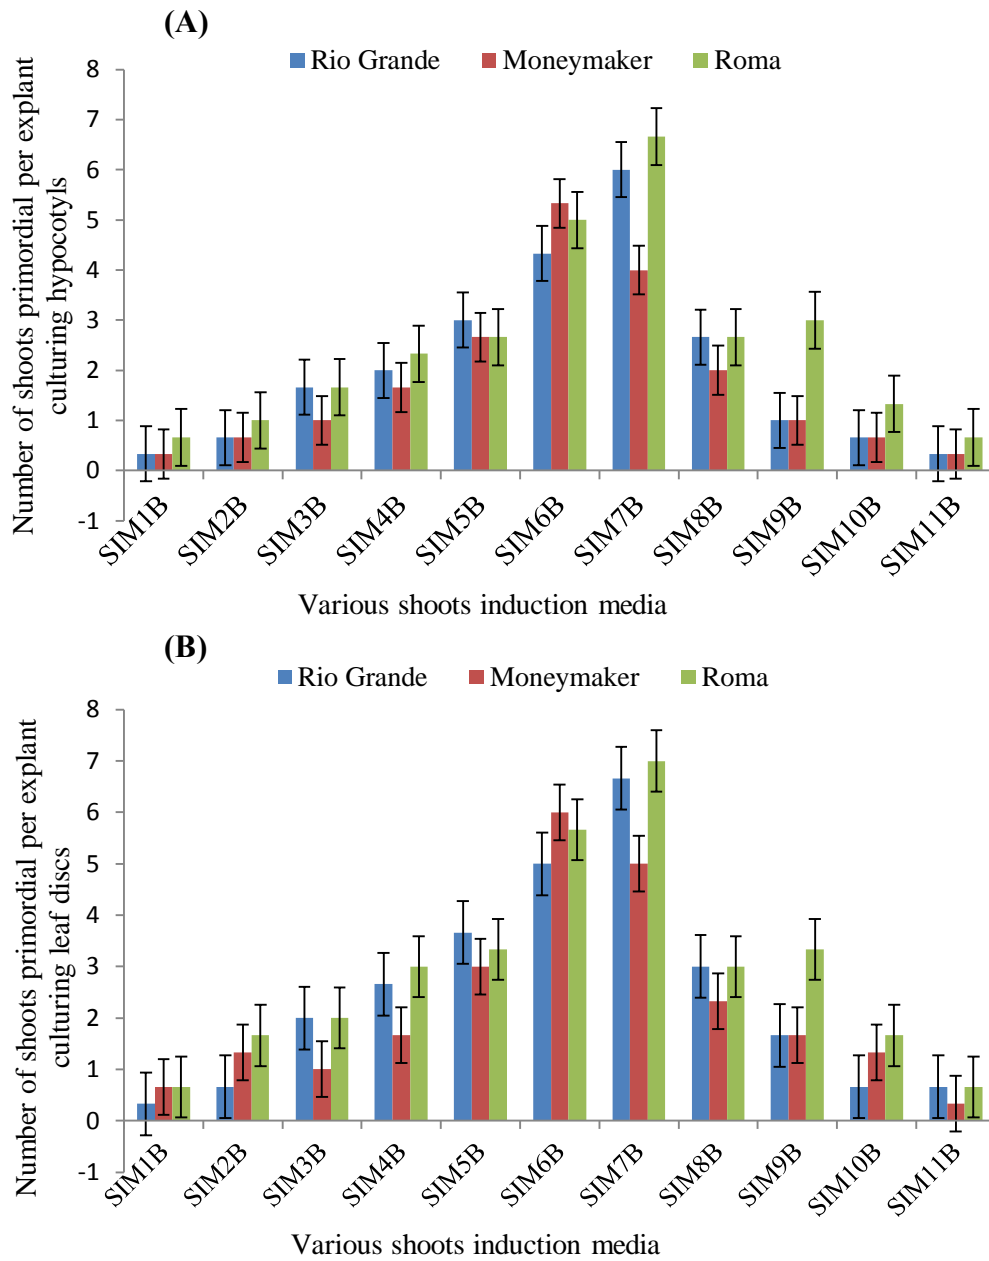 (A)
Rio Grande Moneymaker Roma
Number of shoots primordial per explant
culturing hypocotyls
8
7
6
5
4
3
2
1
0
-1
SIM1B SIM2B SIM3B SIM4B SIM5B SIM6B SIM7B SIM8B SIM9B SIM10B SIM11B
Various shoots induction media
(B)
Rio Grande Moneymaker Roma
Number of shoots primordial per explant
culturing leaf discs
8
7
6
5
4
3
2
1
0
-1
SIM1B SIM2B SIM3B SIM4B SIM5B SIM6B SIM7B SIM8B SIM9B SIM10B SIM11B
Various shoots induction media